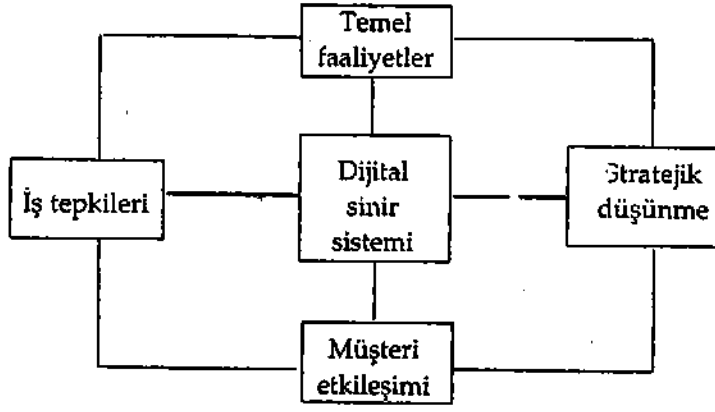 Temel
faaliyetler
İş tepkileri
Dijital
sinir
sistemi
Stratejik
düşünme
Müşteri
etkileşimi